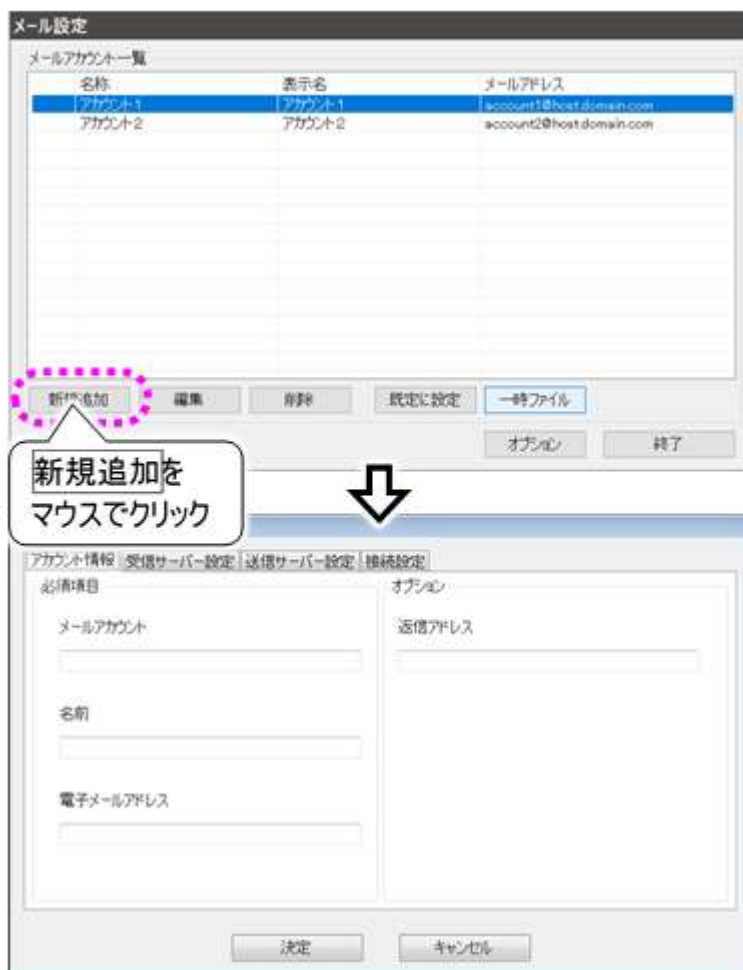 メール設定
メールアカウント一覧
名称 表示名 メールアドレス
アカウント1 アカウント1 account1@host.domain.com
アカウント2 アカウント2 account2@host.domain.com
新規追加 編集 削除 既定に設定 一時ファイル
オプション 終了
新規追加を
マウスでクリック
アカウント情報 受信サーバー設定 送信サーバー設定 接続設定
必須項目 オプション
メールアカウント 返信アドレス
名前
電子メールアドレス
決定 キャンセル